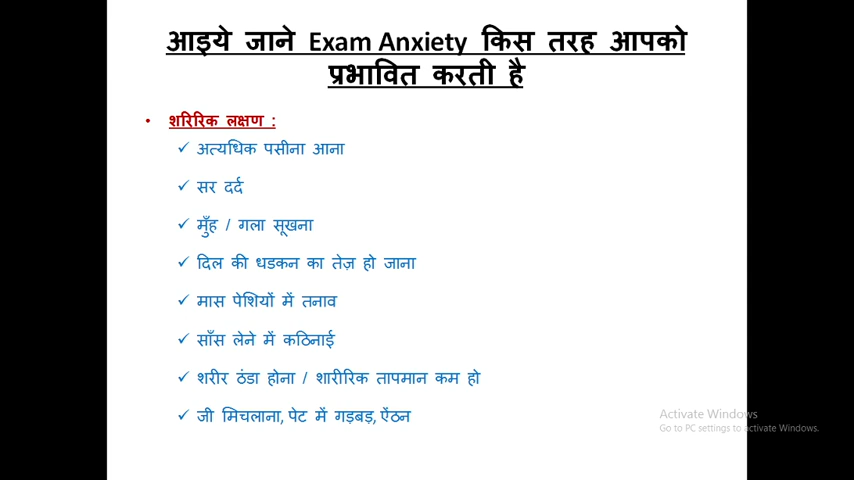 आइये जाने Exam Anxiety किस तरह आपको
प्रभावित करती है
• शरिरिक लक्षण :
✓ अत्यधिक पसीना आना
✓ सर दर्द
✓ मुँह / गला सूखना
✓ दिल की धडकन का तेज़ हो जाना
✓ मास पेशियों में तनाव
✓ साँस लेने में कठिनाई
✓ शरीर ठंडा होना / शारीरिक तापमान कम हो
✓ जी मिचलाना, पेट में गड़बड़, ऐंठन
Activate Windows
Go to PC settings to activate Windows.